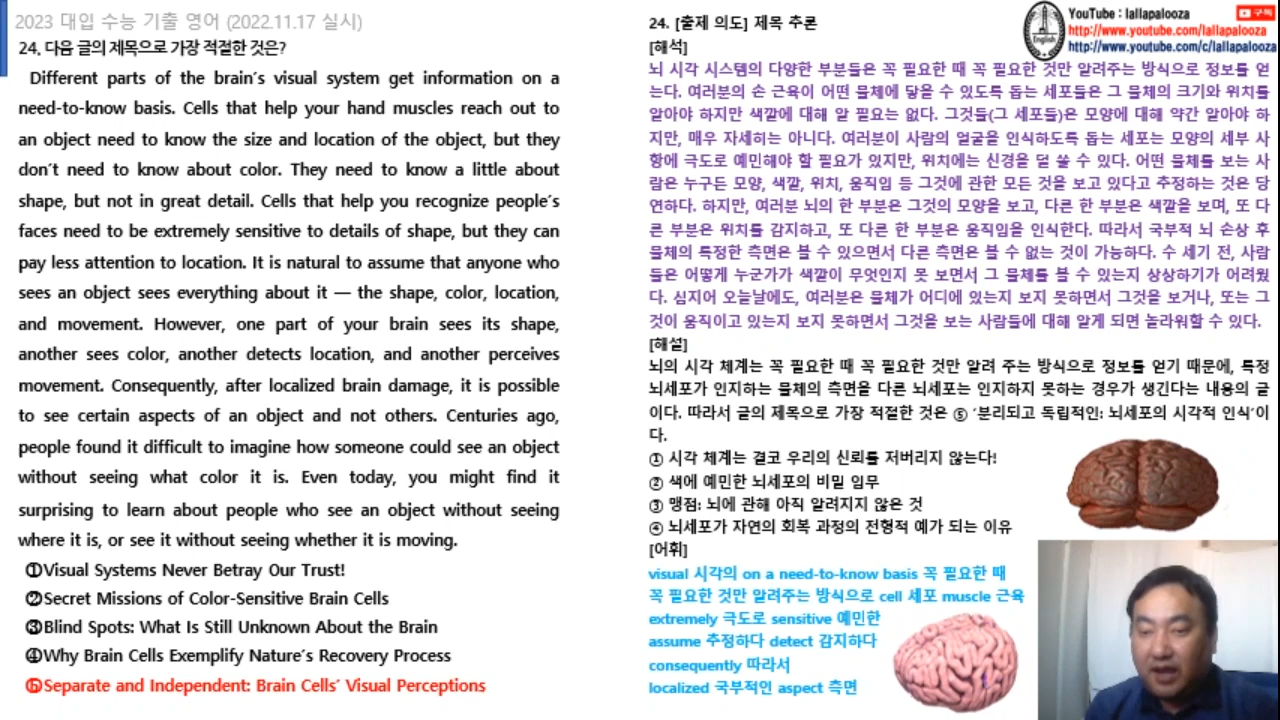 2023 대입 수능 기출 영어 (2022.11.17 실시)
24. 다음 글의 제목으로 가장 적절한 것은?
Different parts of the brain's visual system get information on a
need-to-know basis. Cells that help your hand muscles reach out to
an object need to know the size and location of the object, but they
don't need to know about color. They need to know a little about
shape, but not in great detail. Cells that help you recognize people's
faces need to be extremely sensitive to details of shape, but they can
pay less attention to location. It is natural to assume that anyone who
sees an object sees everything about it — the shape, color, location,
and movement. However, one part of your brain sees its shape,
another sees color, another detects location, and another perceives
movement. Consequently, after localized brain damage, it is possible
to see certain aspects of an object and not others. Centuries ago,
people found it difficult to imagine how someone could see an object
without seeing what color it is. Even today, you might find it
surprising to learn about people who see an object without seeing
where it is, or see it without seeing whether it is moving.
①Visual Systems Never Betray Our Trust!
②Secret Missions of Color-Sensitive Brain Cells
③Blind Spots: What Is Still Unknown About the Brain
④Why Brain Cells Exemplify Nature's Recovery Process
⑤Separate and Independent: Brain Cells' Visual Perceptions
24. [출제 의도] 제목 추론
[해석]
뇌 시각 시스템의 다양한 부분들은 꼭 필요한 때 꼭 필요한 것만 알려주는 방식으로 정보를 얻
는다. 여러분의 손 근육이 어떤 물체에 닿을 수 있도록 돕는 세포들은 그 물체의 크기와 위치를
알아야 하지만 색깔에 대해 알 필요는 없다. 그것들(그 세포들)은 모양에 대해 약간 알아야 하
지만, 매우 자세히는 아니다. 여러분이 사람의 얼굴을 인식하도록 돕는 세포는 모양의 세부 사
항에 극도로 예민해야 할 필요가 있지만, 위치에는 신경을 덜 쓸 수 있다. 어떤 물체를 보는 사
람은 누구든 모양, 색깔, 위치, 움직임 등 그것에 관한 모든 것을 보고 있다고 추정하는 것은 당
연하다. 하지만, 여러분 뇌의 한 부분은 그것의 모양을 보고, 다른 한 부분은 색깔을 보며, 또 다
른 부분은 위치를 감지하고, 또 다른 한 부분은 움직임을 인식한다. 따라서 국부적 뇌 손상 후
물체의 특정한 측면은 볼 수 있으면서 다른 측면은 볼 수 없는 것이 가능하다. 수 세기 전, 사람
들은 어떻게 누군가가 색깔이 무엇인지 못 보면서 그 물체를 볼 수 있는지 상상하기가 어려웠
다. 심지어 오늘날에도, 여러분은 물체가 어디에 있는지 보지 못하면서 그것을 보거나, 또는 그
것이 움직이고 있는지 보지 못하면서 그것을 보는 사람들에 대해 알게 되면 놀라워할 수 있다.
[해설]
뇌의 시각 체계는 꼭 필요한 때 꼭 필요한 것만 알려 주는 방식으로 정보를 얻기 때문에, 특정
뇌세포가 인지하는 물체의 측면을 다른 뇌세포는 인지하지 못하는 경우가 생긴다는 내용의 글
이다. 따라서 글의 제목으로 가장 적절한 것은 ⑤ '분리되고 독립적인: 뇌세포의 시각적 인식'이
다.
① 시각 체계는 결코 우리의 신뢰를 저버리지 않는다!
② 색에 예민한 뇌세포의 비밀 임무
③ 맹점: 뇌에 관해 아직 알려지지 않은 것
④ 뇌세포가 자연의 회복 과정의 전형적 예가 되는 이유
[어휘]
visual 시각의 on a need-to-know basis 꼭 필요한 때
꼭 필요한 것만 알려주는 방식으로 cell 세포 muscle 근육
extremely 극도로 sensitive 예민한
assume 추정하다 detect 감지하다
consequently 따라서
localized 국부적인 aspect 측면
YouTube : lallapalooza
구독
http://www.youtube.com/lallapalooza
http://www.youtube.com/c/lallapalooza
English